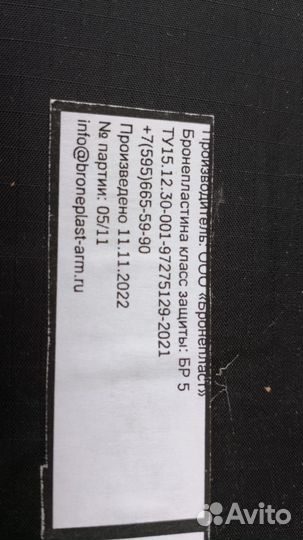 Производитель: ООО «Бронепласт»
Бронепластина класс защиты: БР 5
ТУ15.12.30-001-97275129-2021
+7(595)665-59-90
Произведено 11.11.2022
№ партии: 05/11
info@broneplast-arm.ru
Avito